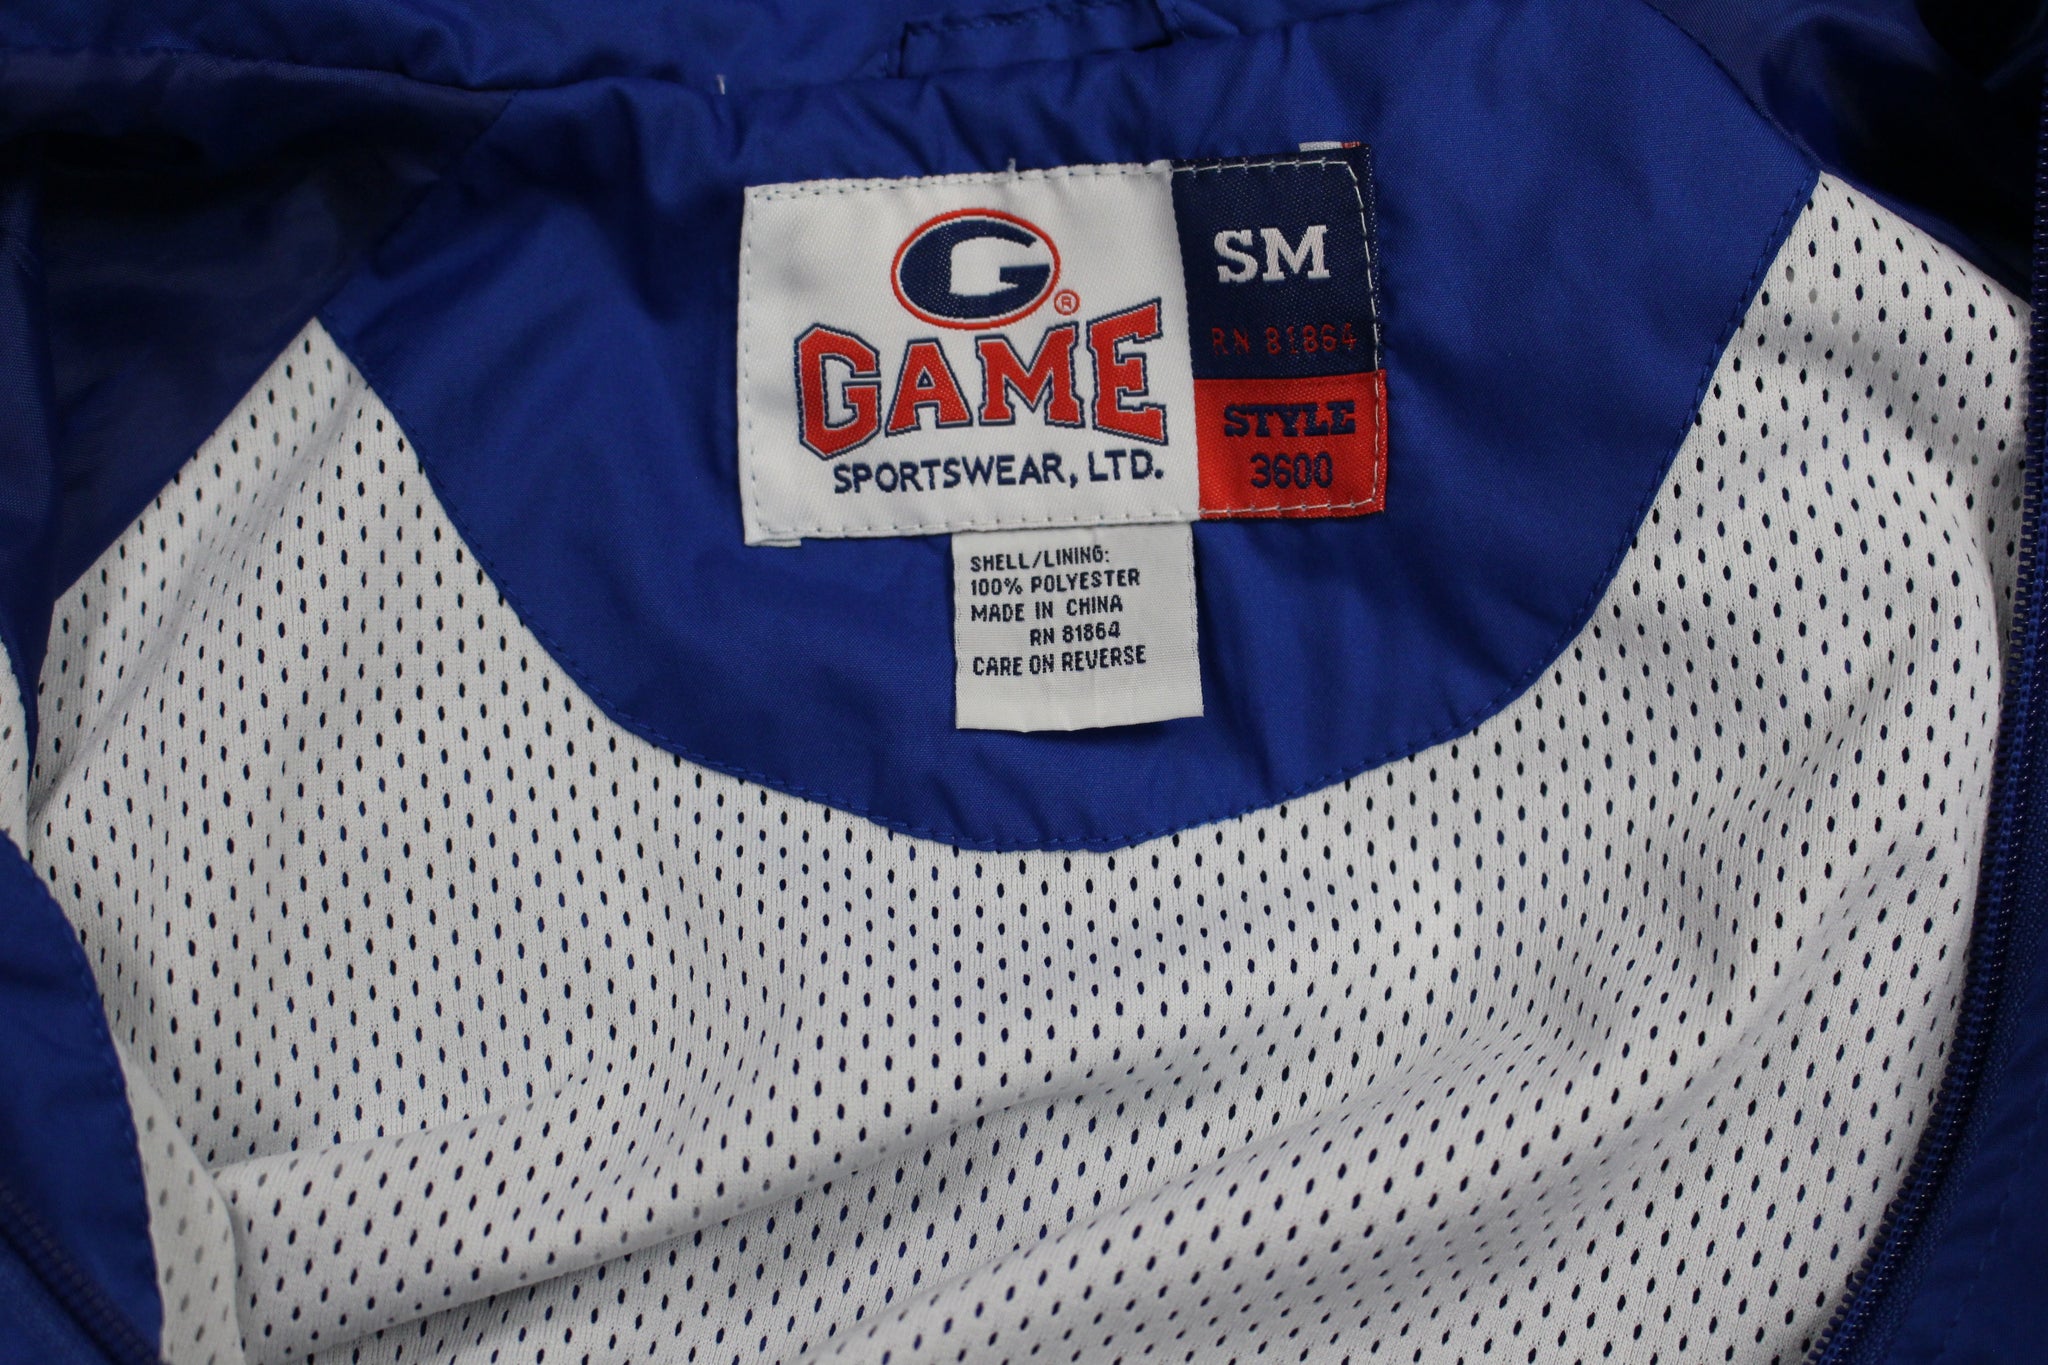 G®
GAME
SPORTSWEAR, LTD.
SM
RN 81864
STYLE
3600
SHELL/LINING:
100% POLYESTER
MADE IN CHINA
RN 81864
CARE ON REVERSE